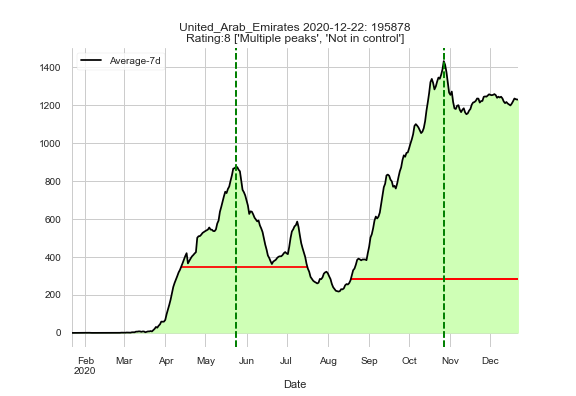 United_Arab_Emirates 2020-12-22: 195878
Rating:8 ['Multiple peaks', 'Not in control']
Average-7d
1400
1200
1000
800
600
400
200
0
Feb Mar Apr May Jun Jul Aug Sep Oct Nov Dec
2020
Date